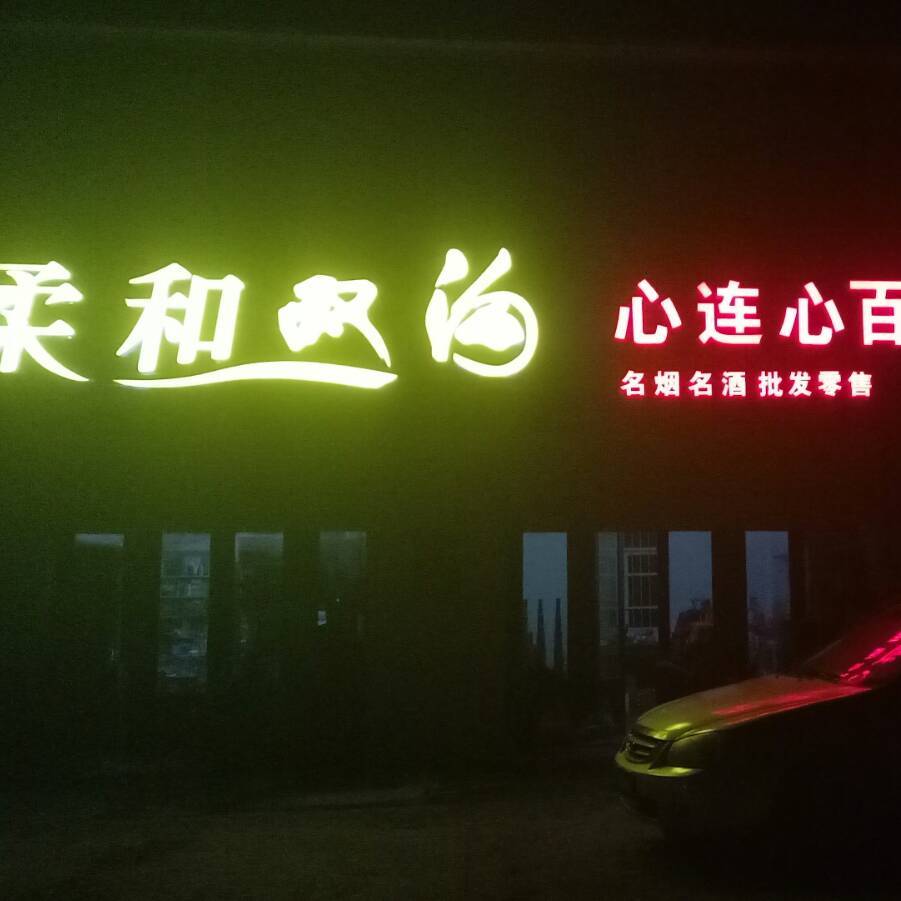 柔和双沟
心连心百
名烟名酒 批发零售